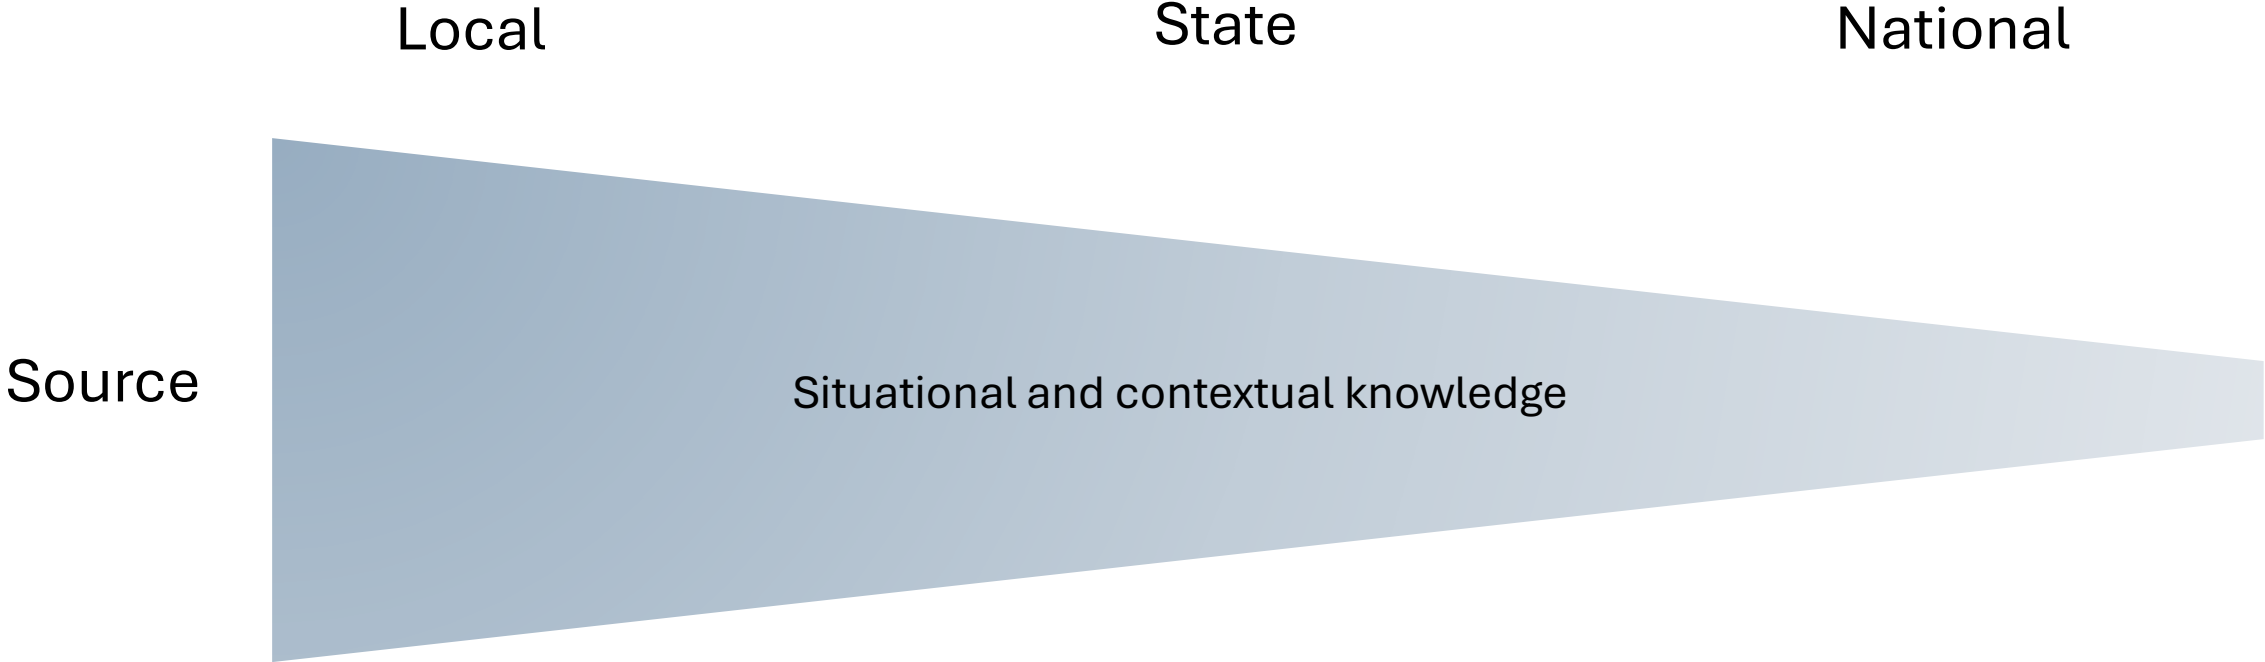 Local State National
Source
Situational and contextual knowledge